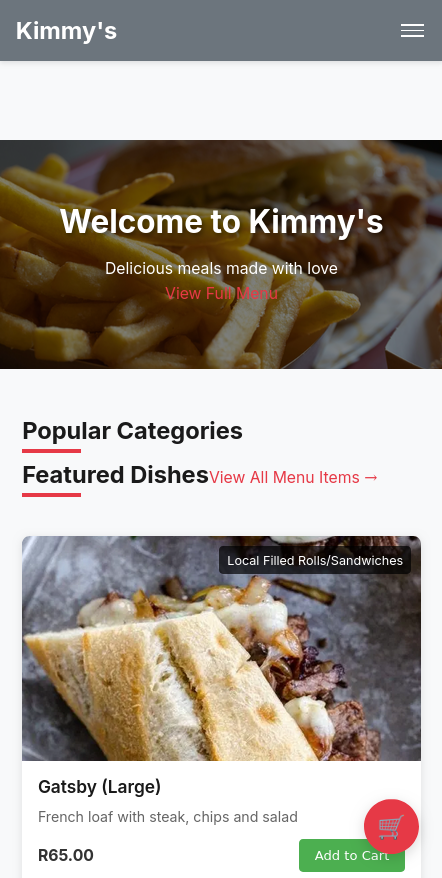 Kimmy's
Welcome to Kimmy's
Delicious meals made with love
View Full Menu
Popular Categories
Featured Dishes View All Menu Items →
Local Filled Rolls/Sandwiches
Gatsby (Large)
French loaf with steak, chips and salad
R65.00
Add to Cart